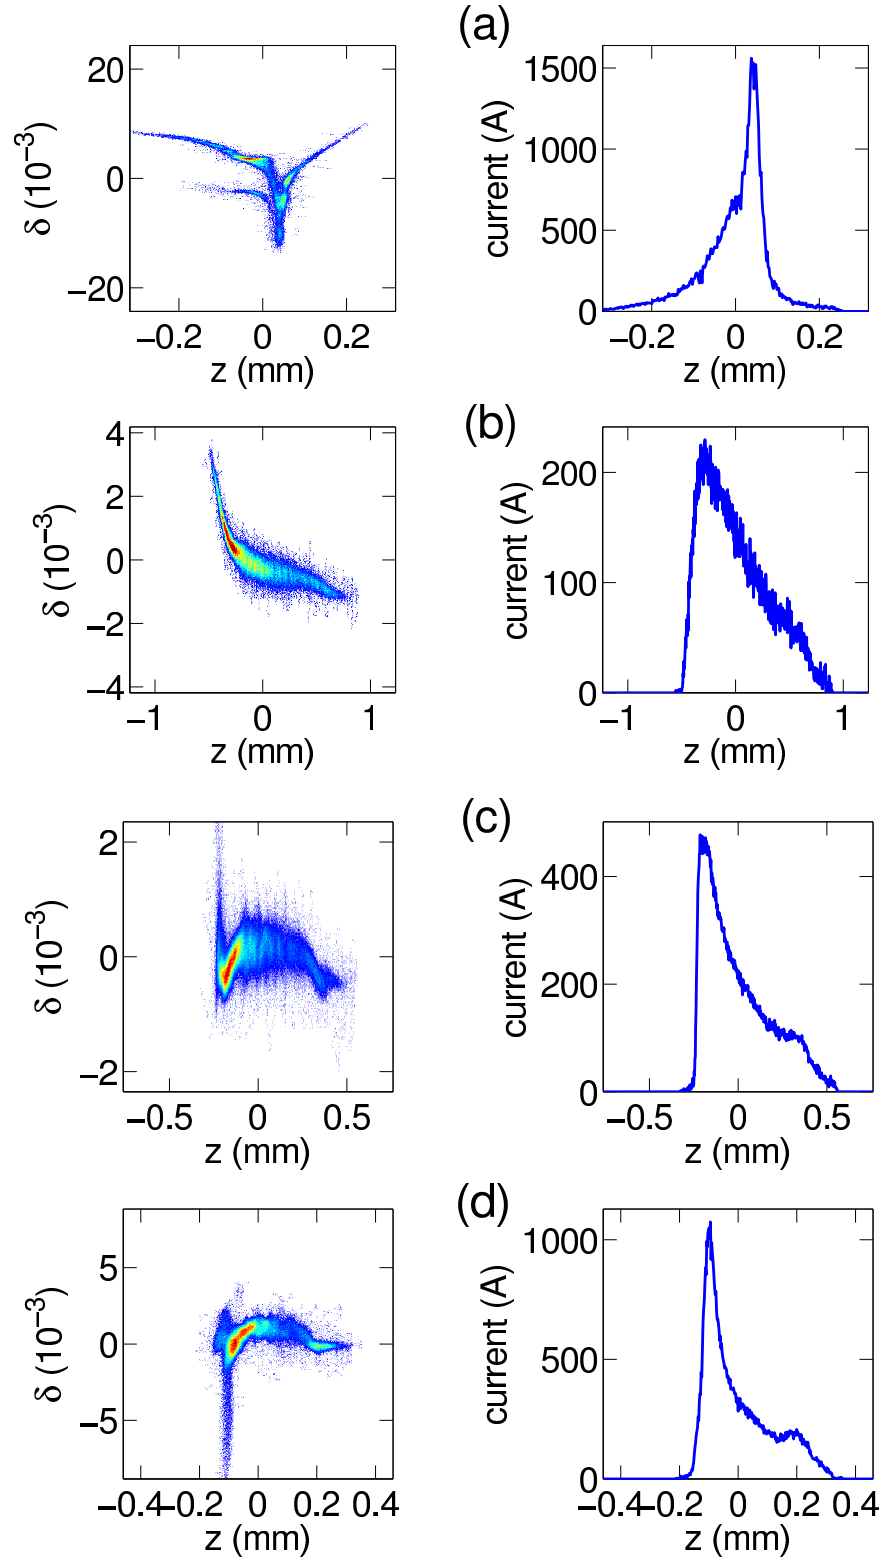 (a)
20
0
−20
δ (10−3)
−0.2 0 0.2
z (mm)
1500
1000
500
0
current (A)
−0.2 0 0.2
z (mm)
(b)
4
2
0
−2
−4
δ (10−3)
−1 0 1
z (mm)
200
100
0
current (A)
−1 0 1
z (mm)
(c)
2
0
−2
δ (10−3)
−0.5 0 0.5
z (mm)
400
200
0
current (A)
−0.5 0 0.5
z (mm)
(d)
5
0
−5
δ (10−3)
−0.4−0.2 0 0.2 0.4
z (mm)
1000
500
0
current (A)
−0.4−0.2 0 0.2 0.4
z (mm)